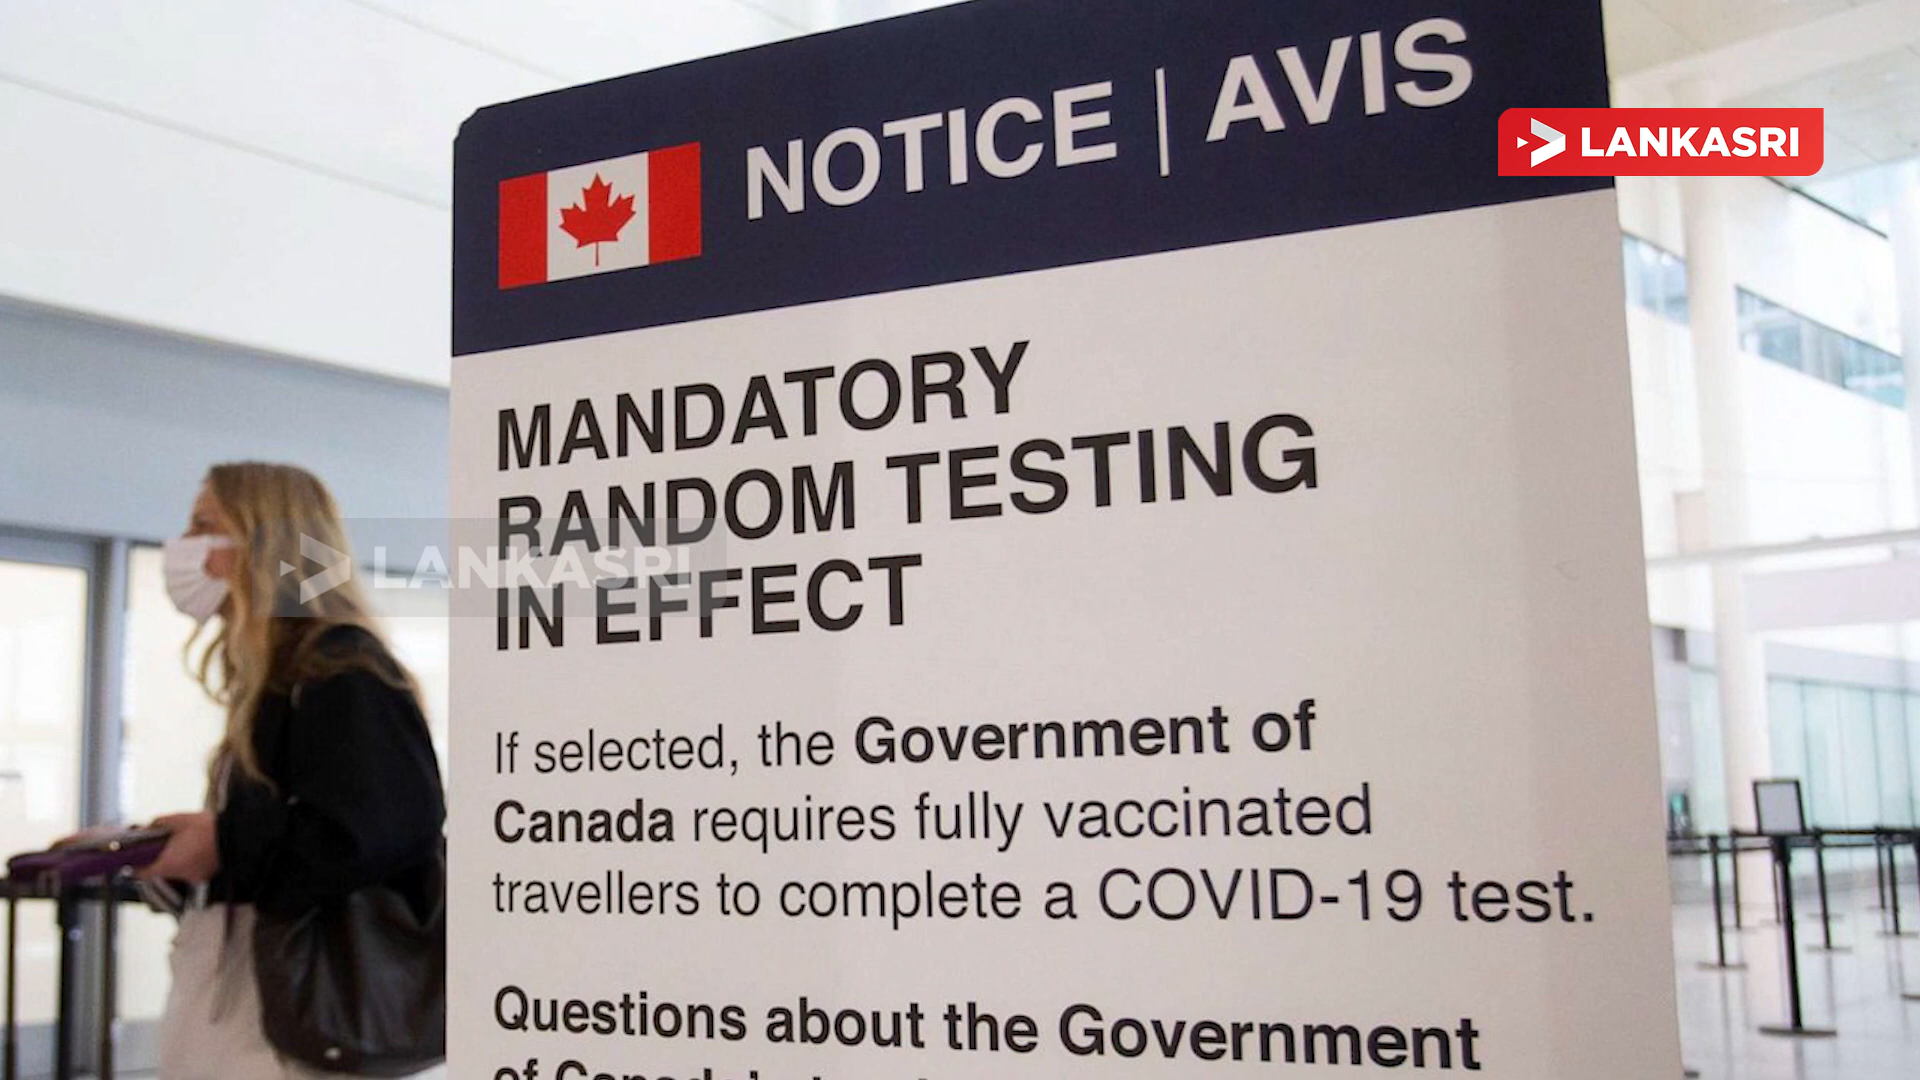 NOTICE | AVIS
LANKASRI
MANDATORY
RANDOM TESTING
IN EFFECT
LANKASRI
If selected, the Government of
Canada requires fully vaccinated
travellers to complete a COVID-19 test.
Questions about the Government
of